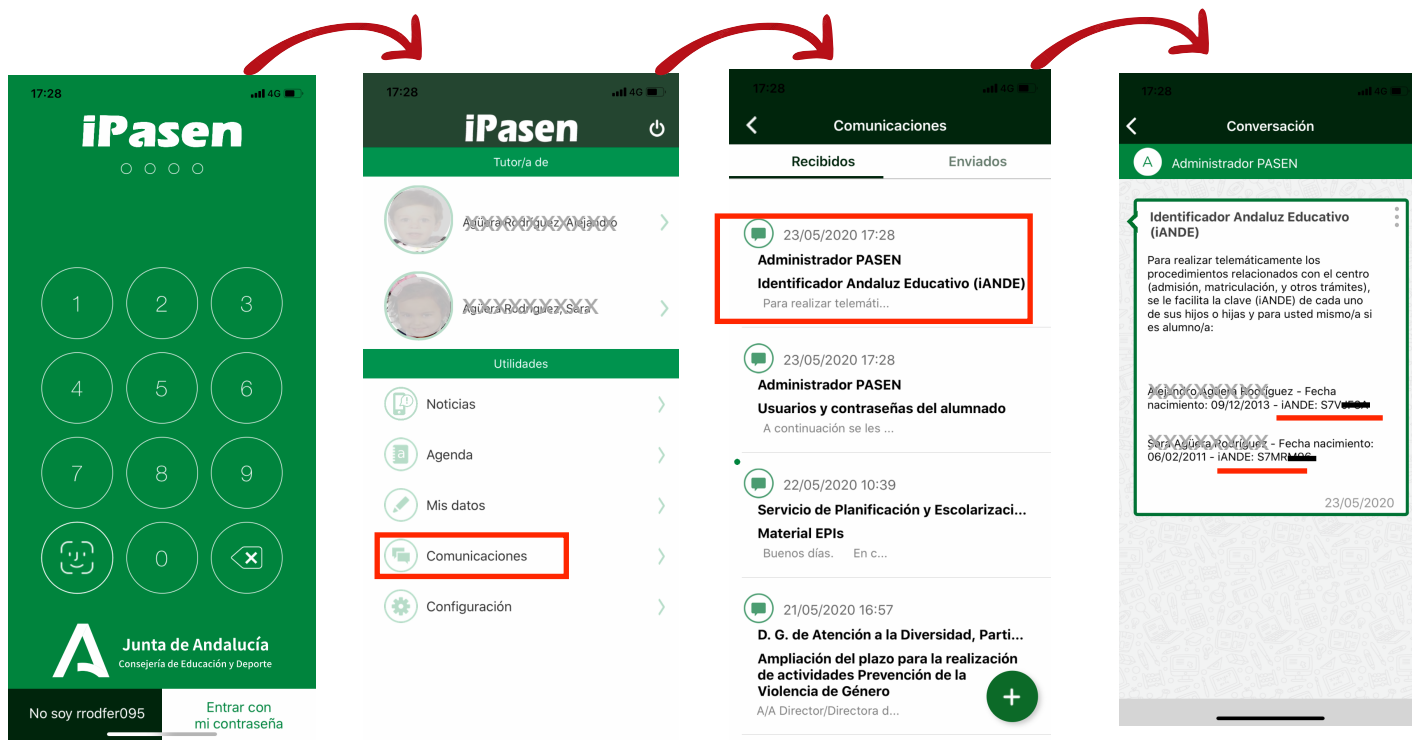 17:28
4G
iPasen
1 2 3
4 5 6
7 8 9
0
Junta de Andalucía
Consejería de Educación y Deporte
No soy rrodfer095
Entrar con
mi contraseña
17:28
4G
iPasen
Tutor/a de
Utilidades
Noticias
Agenda
Mis datos
Comunicaciones
Configuración
17:28
4G
Comunicaciones
Recibidos Enviados
23/05/2020 17:28
Administrador PASEN
Identificador Andaluz Educativo (iANDE)
Para realizar telemáti...
23/05/2020 17:28
Administrador PASEN
Usuarios y contraseñas del alumnado
A continuación se les ...
22/05/2020 10:39
Servicio de Planificación y Escolarizaci...
Material EPIs
Buenos días. En c...
21/05/2020 16:57
D. G. de Atención a la Diversidad, Parti...
Ampliación del plazo para la realización
de actividades Prevención de la
Violencia de Género
A/A Director/Directora d...
+
17:28
4G
Conversación
A Administrador PASEN
Identificador Andaluz Educativo
(iANDE)
Para realizar telemáticamente los
procedimientos relacionados con el centro
(admisión, matriculación, y otros trámites),
se le facilita la clave (iANDE) de cada uno
de sus hijos o hijas y para usted mismo/a si
es alumno/a:
- Fecha
nacimiento: 09/12/2013 - iANDE:
- Fecha nacimiento:
06/02/2011 - iANDE:
23/05/2020